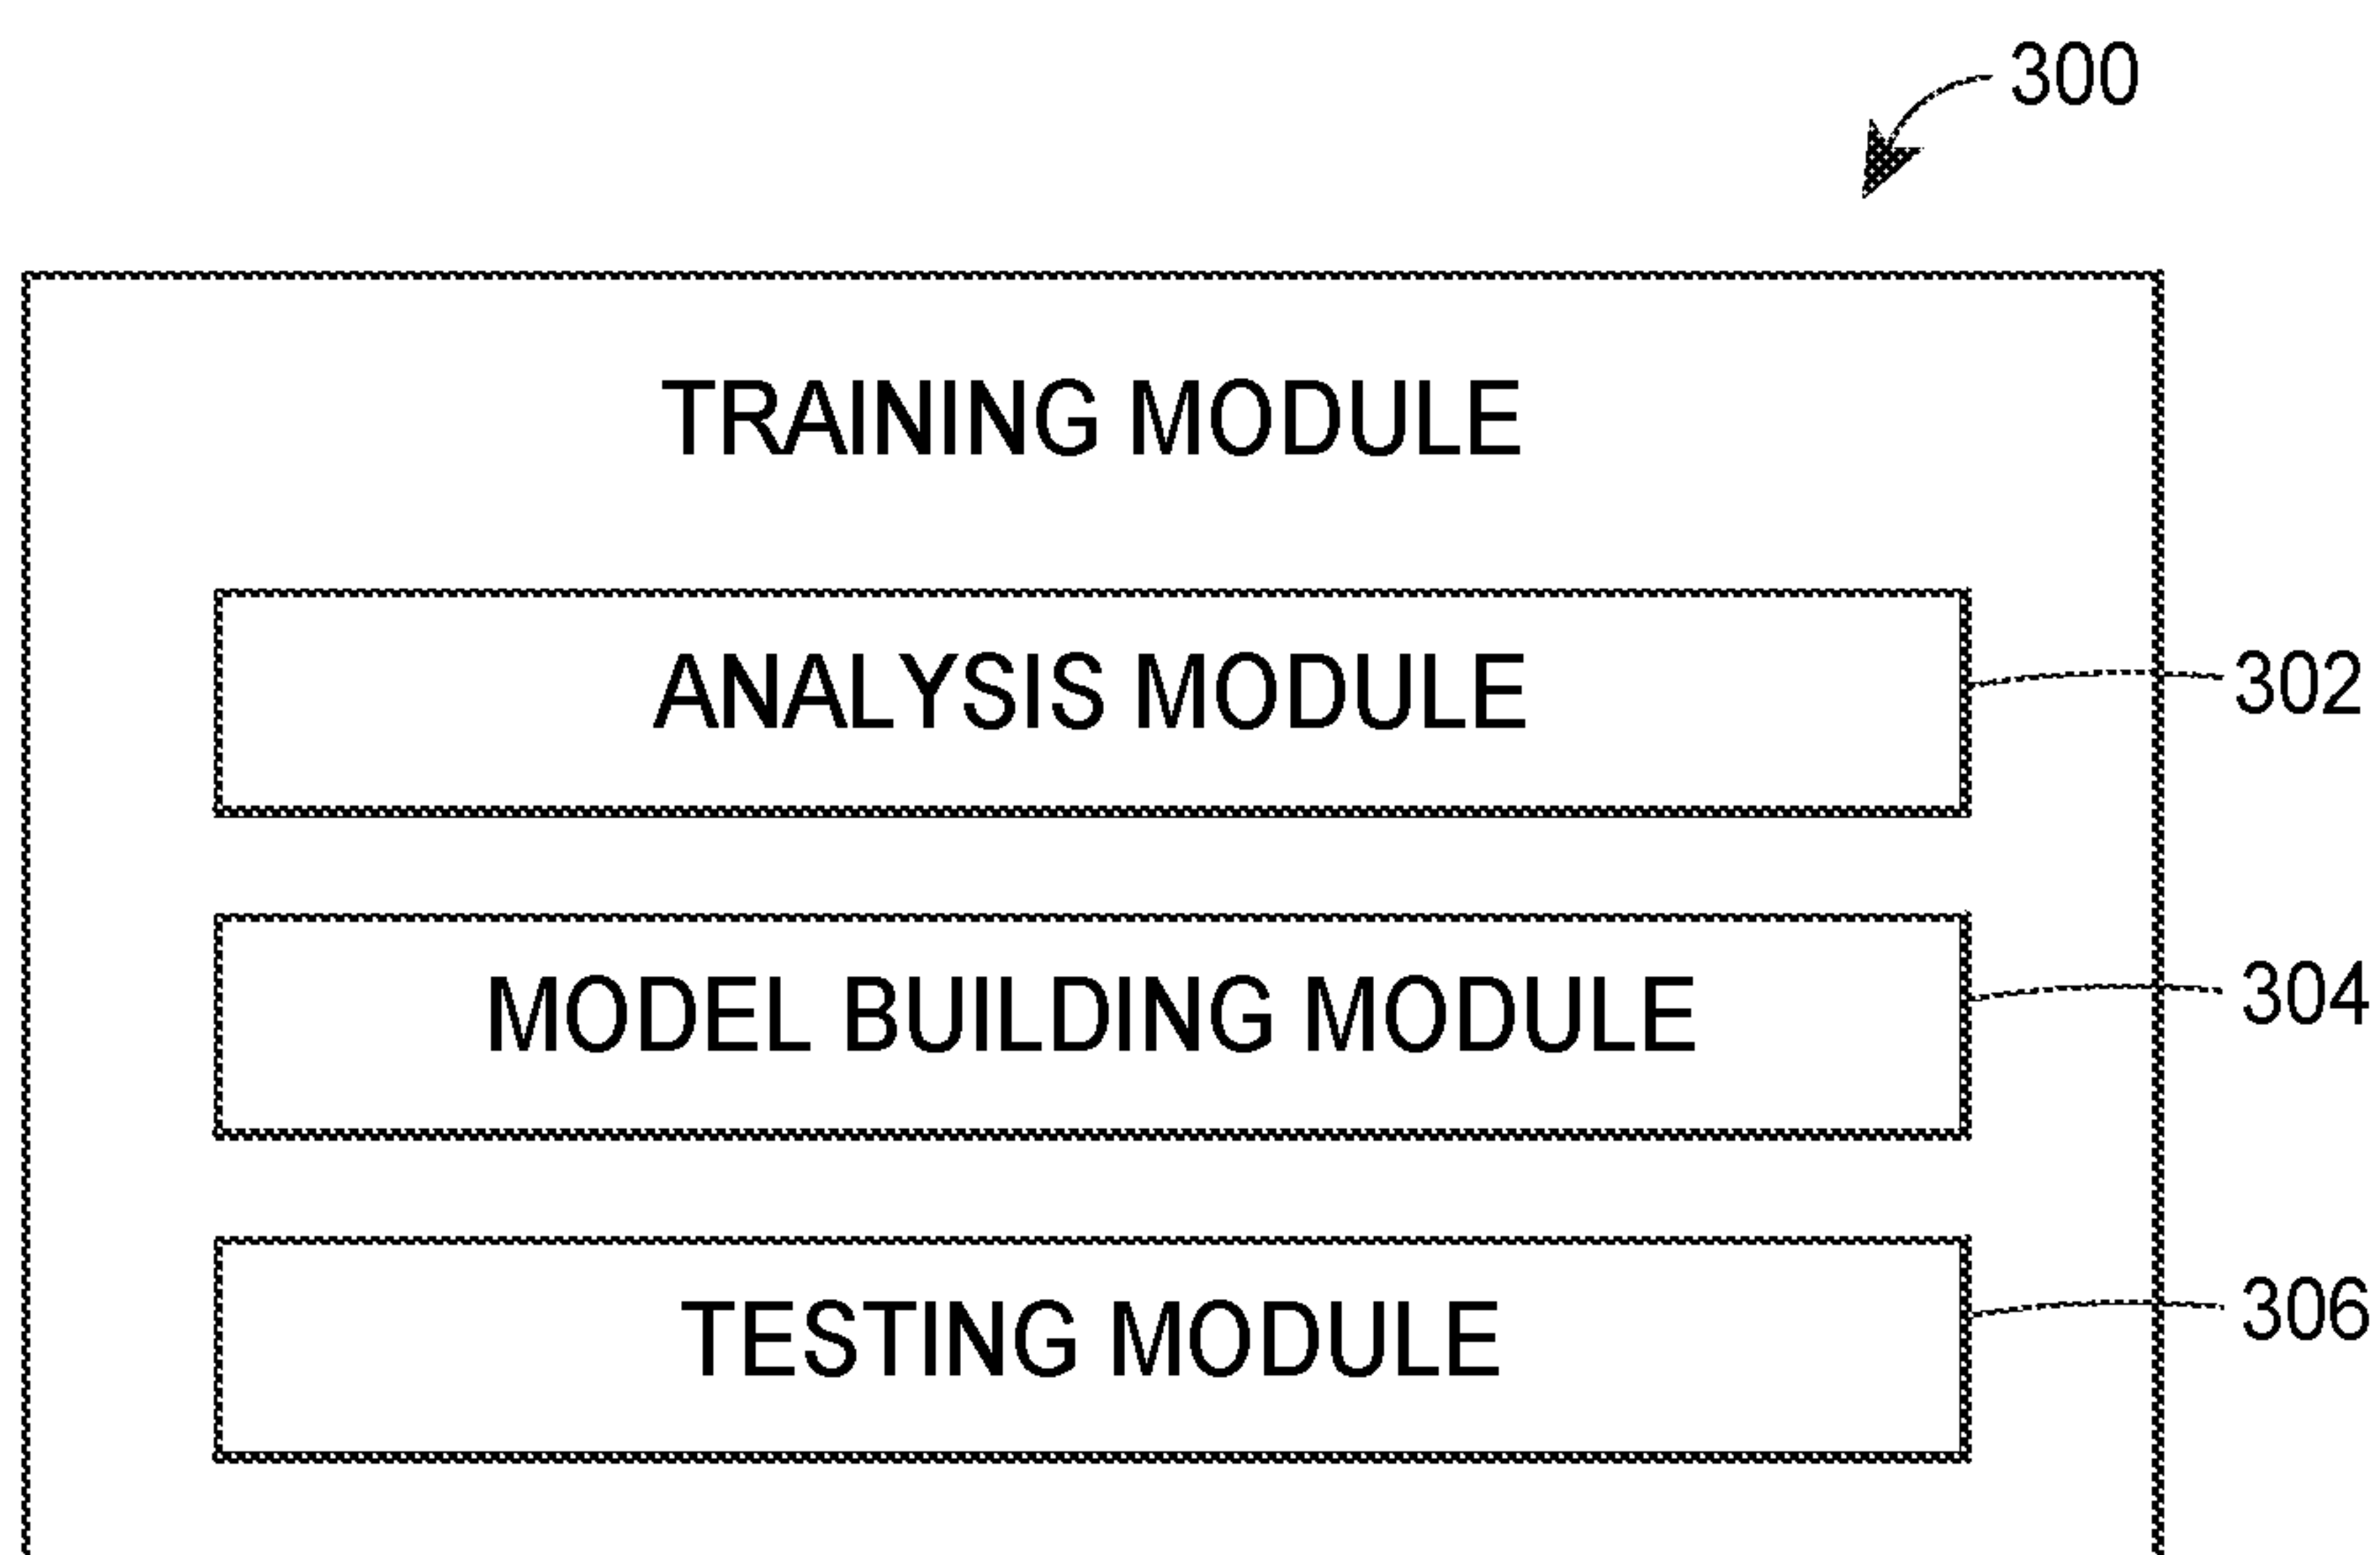 300
TRAINING MODULE
ANALYSIS MODULE
302
MODEL BUILDING MODULE
304
TESTING MODULE
306